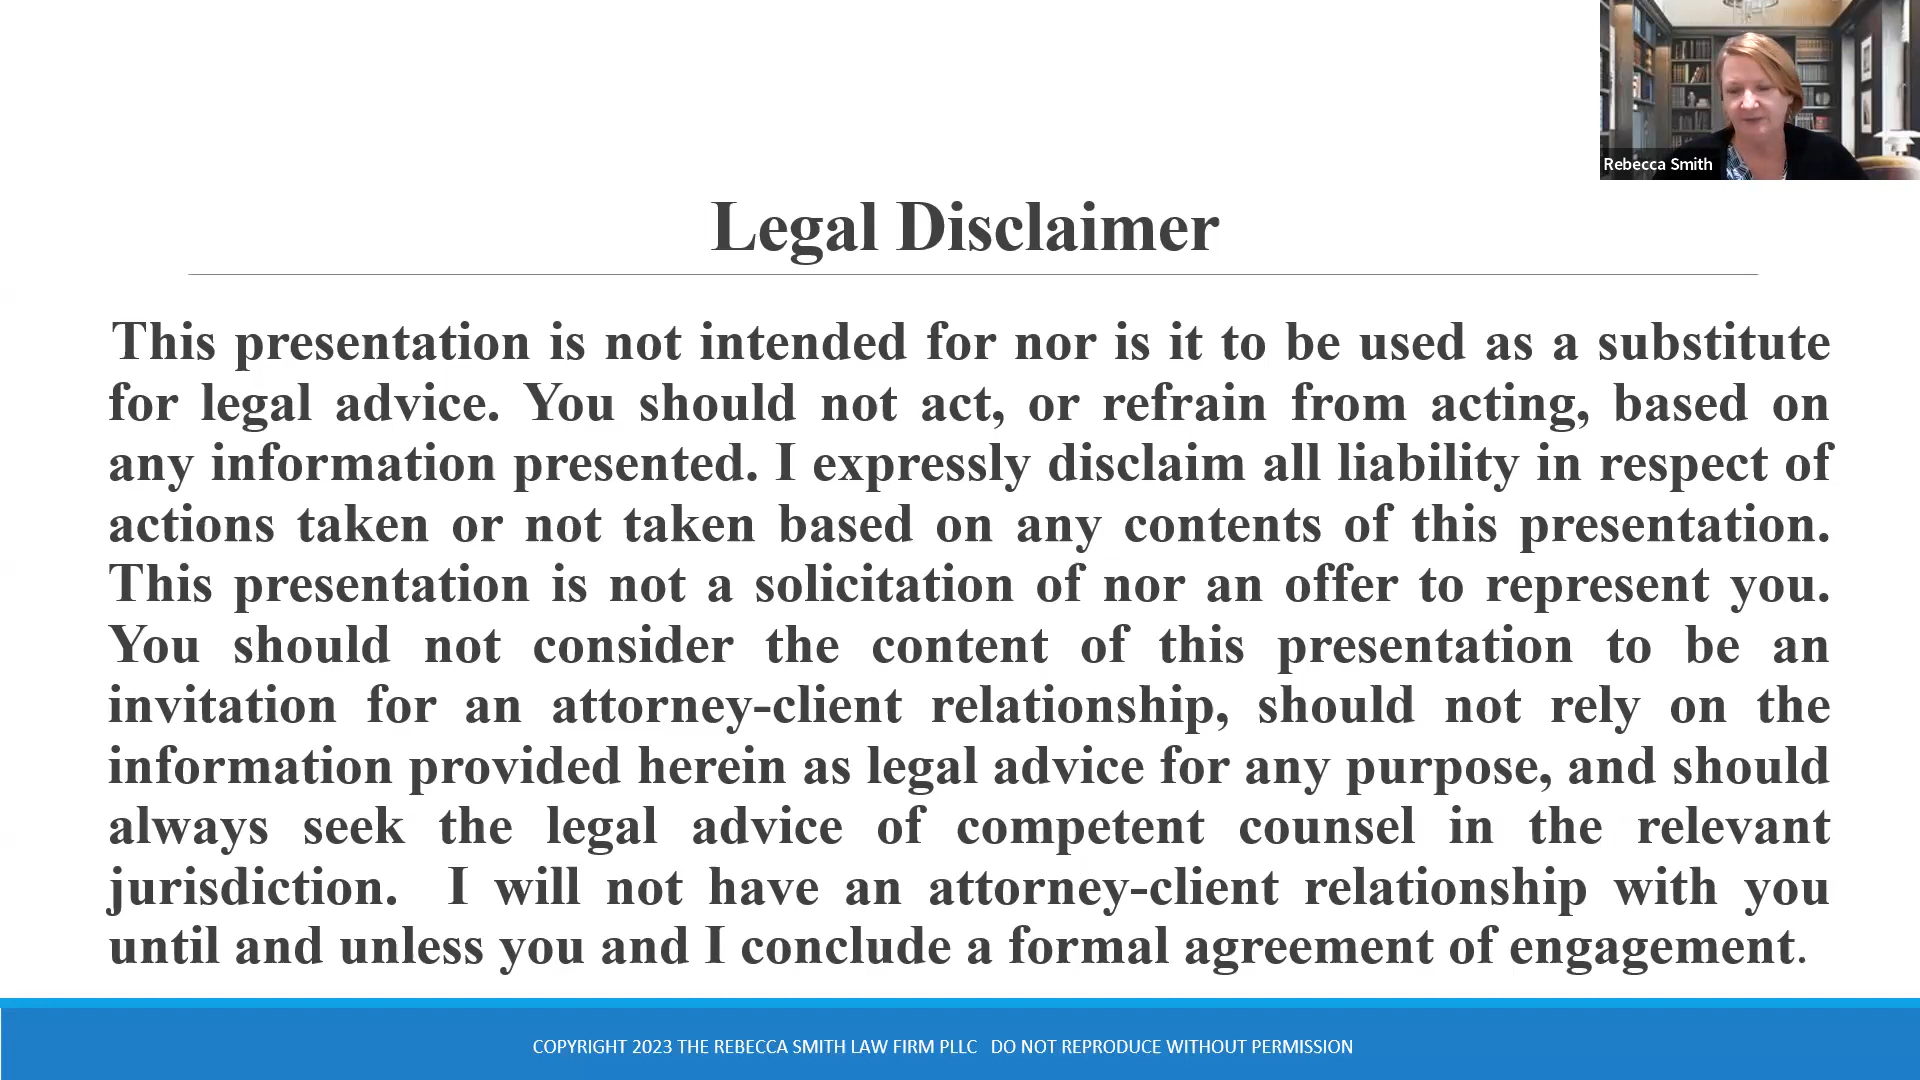 Rebecca Smith
Legal Disclaimer
This presentation is not intended for nor is it to be used as a substitute
for legal advice. You should not act, or refrain from acting, based on
any information presented. I expressly disclaim all liability in respect of
actions taken or not taken based on any contents of this presentation.
This presentation is not a solicitation of nor an offer to represent you.
You should not consider the content of this presentation to be an
invitation for an attorney-client relationship, should not rely on the
information provided herein as legal advice for any purpose, and should
always seek the legal advice of competent counsel in the relevant
jurisdiction.  I will not have an attorney-client relationship with you
until and unless you and I conclude a formal agreement of engagement.
COPYRIGHT 2023 THE REBECCA SMITH LAW FIRM PLLC   DO NOT REPRODUCE WITHOUT PERMISSION